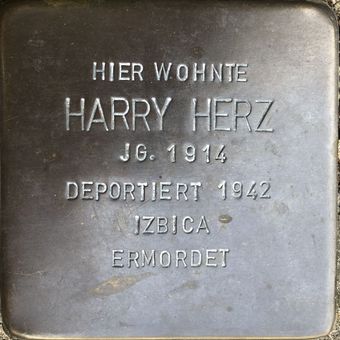 HIER WOHNTE
HARRY HERZ
JG. 1914
DEPORTIERT 1942
IZBICA
ERMORDET